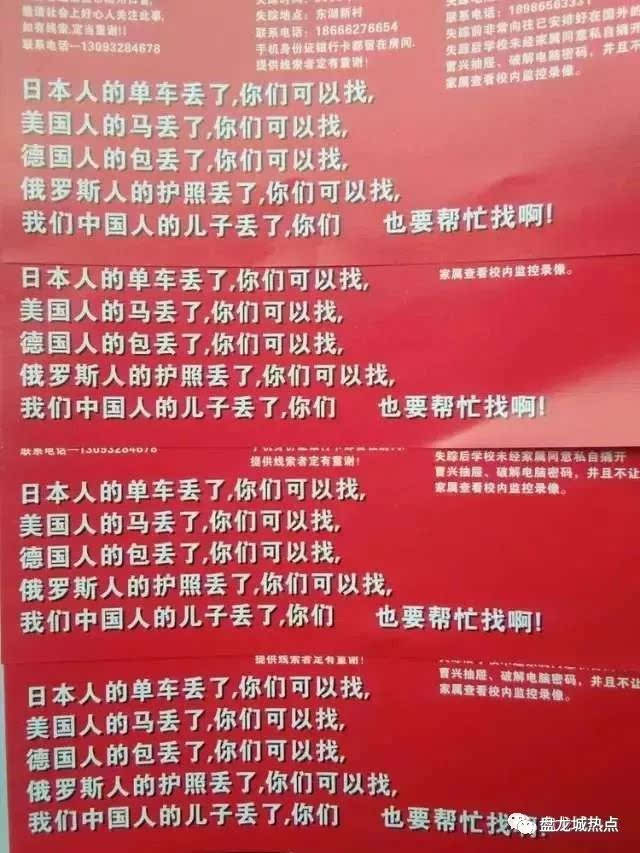 邀请社会上好心人关注此事,
如有线索,定当重谢!!
联系电话—13093284678
失踪地点: 东湖新村
联系电话: 18666276654
手机身份证银行卡都留在房间.
提供线索者定有重谢!
联系电话: 18986563331
失踪前非常向往已安排好在国外的
失踪后学校未经家属同意私自撬开
曹兴抽屉、破解电脑密码,并且不让
家属查看校内监控录像。
日本人的单车丢了,你们可以找,
美国人的马丢了,你们可以找,
德国人的包丢了,你们可以找,
俄罗斯人的护照丢了,你们可以找,
我们中国人的儿子丢了,你们 也要帮忙找啊!
家属查看校内监控录像。
日本人的单车丢了,你们可以找,
美国人的马丢了,你们可以找,
德国人的包丢了,你们可以找,
俄罗斯人的护照丢了,你们可以找,
我们中国人的儿子丢了,你们 也要帮忙找啊!
联系电话—13093284678
提供线索者定有重谢!
失踪后学校未经家属同意私自撬开
曹兴抽屉、破解电脑密码,并且不让
家属查看校内监控录像。
日本人的单车丢了,你们可以找,
美国人的马丢了,你们可以找,
德国人的包丢了,你们可以找,
俄罗斯人的护照丢了,你们可以找,
我们中国人的儿子丢了,你们 也要帮忙找啊!
提供线索者定有重谢!
曹兴抽屉、破解电脑密码,并且不让
家属查看校内监控录像。
日本人的单车丢了,你们可以找,
美国人的马丢了,你们可以找,
德国人的包丢了,你们可以找,
俄罗斯人的护照丢了,你们可以找,
我们中国人的儿子丢了,你们 也要帮忙找啊!
盘龙城热点